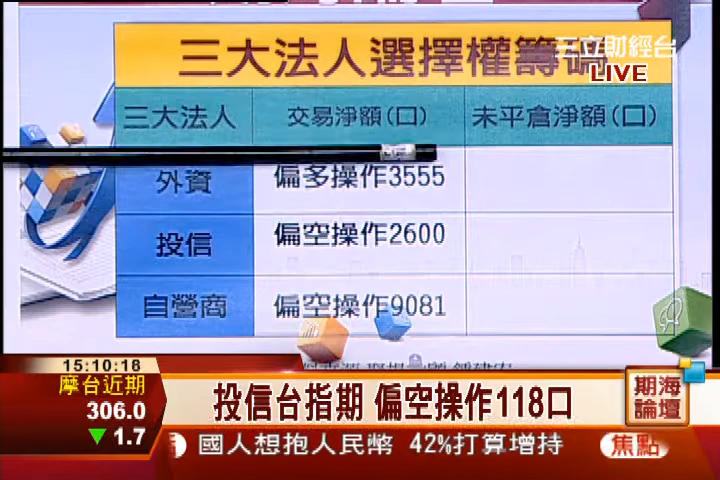 三立財經台
LIVE
三大法人選擇權籌碼
三大法人 交易淨額(口) 未平倉淨額(口)
外資 偏多操作3555
投信 偏空操作2600
自營商 偏空操作9081
15:10:18
摩台近期
306.0
▼1.7
投信台指期 偏空操作118口
期海
論壇
國人想抱人民幣 42%打算增持
焦點